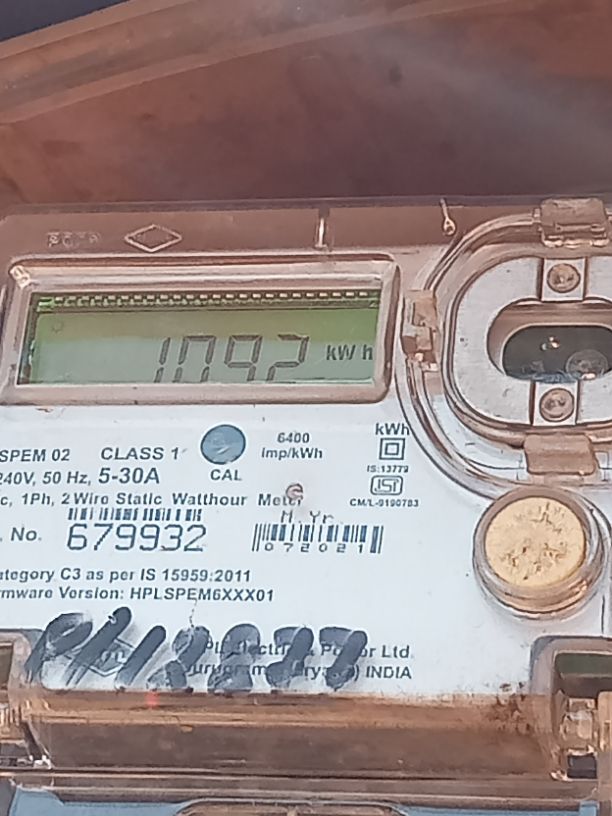 1092 kWh
SPEM 02 CLASS 1
CAL
6400
imp/kWh
kWh
240V, 50 Hz, 5-30A
IS:13779
ISI
CM/L-9190783
c, 1Ph, 2 Wire Static Watthour Meter
No. 679932
M. Yr.
072021
ategory C3 as per IS 15959:2011
rmware Version: HPLSPEM6XXX01
Ltd.
INDIA